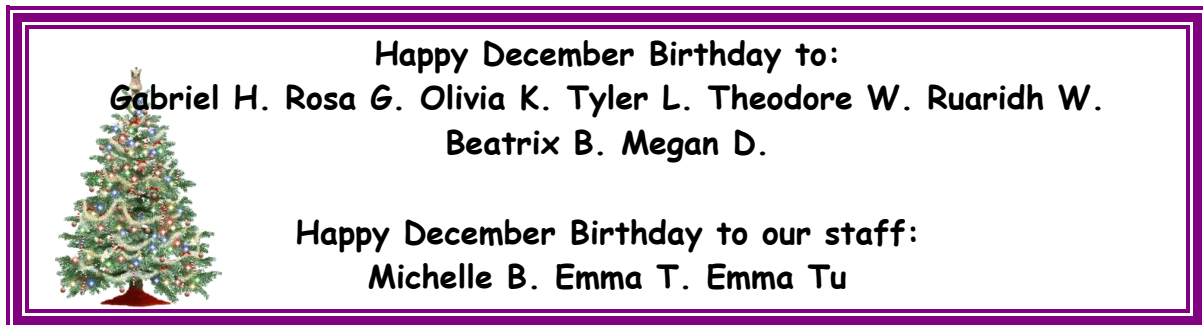 Happy December Birthday to:
Gabriel H. Rosa G. Olivia K. Tyler L. Theodore W. Ruaridh W.
Beatrix B. Megan D.
Happy December Birthday to our staff:
Michelle B. Emma T. Emma Tu